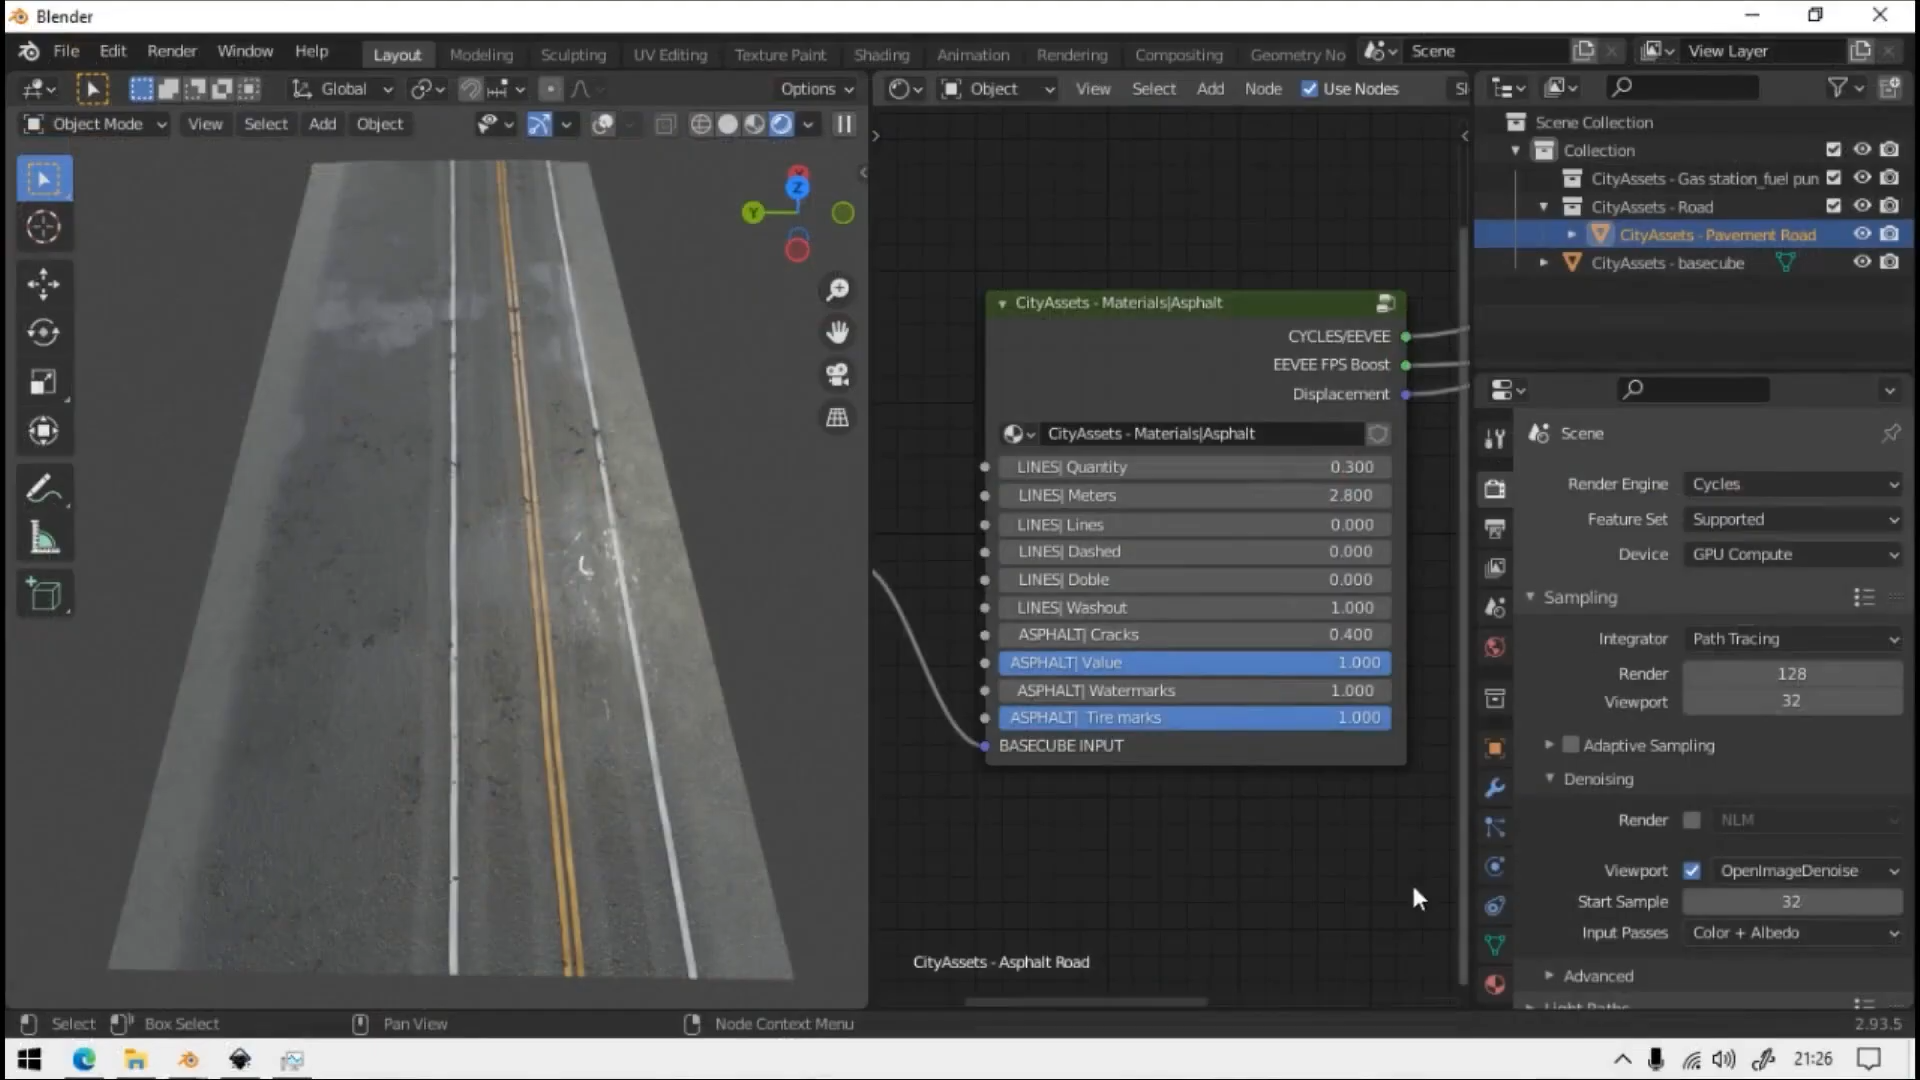 Blender
File Edit Render Window Help Layout Modeling Sculpting UV Editing Texture Paint Shading Animation Rendering Compositing Geometry No Scene View Layer
Global Options Object View Select Add Node Use Nodes Sl
Object Mode View Select Add Object
Scene Collection
Collection
CityAssets - Gas station_fuel pun
CityAssets - Road
CityAssets - Pavement Road
CityAssets - basecube
X
Z
Y
CityAssets - Materials|Asphalt
CYCLES/EEVEE
EEVEE FPS Boost
Displacement
CityAssets - Materials|Asphalt
LINES| Quantity 0.300
LINES| Meters 2.800
LINES| Lines 0.000
LINES| Dashed 0.000
LINES| Doble 0.000
LINES| Washout 1.000
ASPHALT| Cracks 0.400
ASPHALT| Value 1.000
ASPHALT| Watermarks 1.000
ASPHALT| Tire marks 1.000
BASECUBE INPUT
CityAssets - Asphalt Road
Scene
Render Engine Cycles
Feature Set Supported
Device GPU Compute
Sampling
Integrator Path Tracing
Render 128
Viewport 32
Adaptive Sampling
Denoising
Render NLM
Viewport OpenImageDenoise
Start Sample 32
Input Passes Color + Albedo
Advanced
Light Paths
Select Box Select Pan View Node Context Menu 2.93.5
21:26